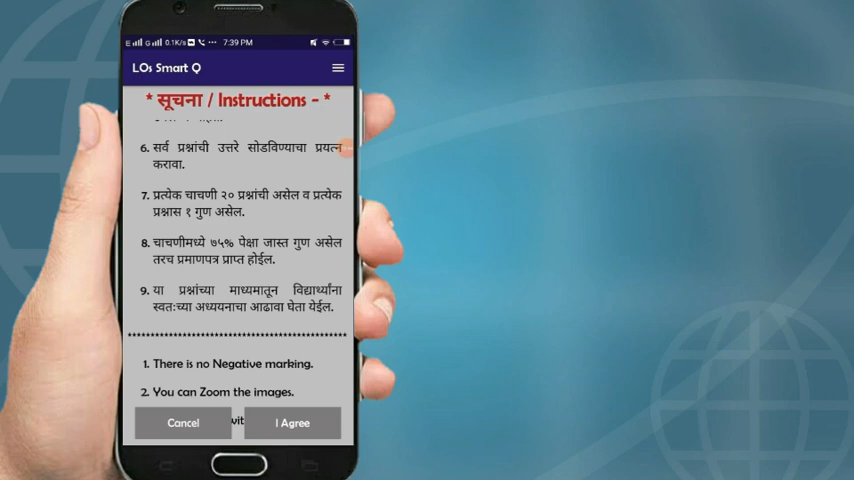 0.1K/s 7:39 PM
LOs Smart Q
* सूचना / Instructions - *
6. सर्व प्रश्नांची उत्तरे सोडविण्याचा प्रयत्न
करावा.
7. प्रत्येक चाचणी २० प्रश्नांची असेल व प्रत्येक
प्रश्नास १ गुण असेल.
8. चाचणीमध्ये ७५% पेक्षा जास्त गुण असेल
तरच प्रमाणपत्र प्राप्त होईल.
9. या प्रश्नांच्या माध्यमातून विद्यार्थ्यांना
स्वतःच्या अध्ययनाचा आढावा घेता येईल.
**************************************************
1. There is no Negative marking.
2. You can Zoom the images.
Cancel
I Agree